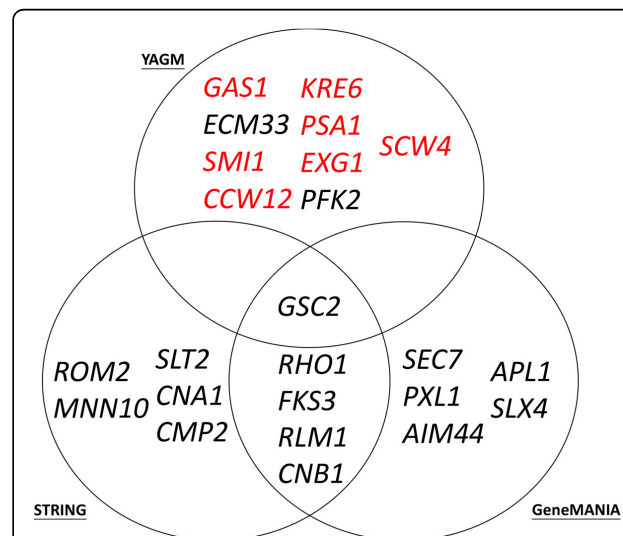 YAGM
GAS1 KRE6
ECM33 PSA1 SCW4
SMI1 EXG1
CCW12 PFK2
GSC2
ROM2 SLT2 RHO1 SEC7 APL1
MNN10 CNA1 FKS3 PXL1 SLX4
CMP2 RLM1 AIM44
CNB1
STRING GeneMANIA